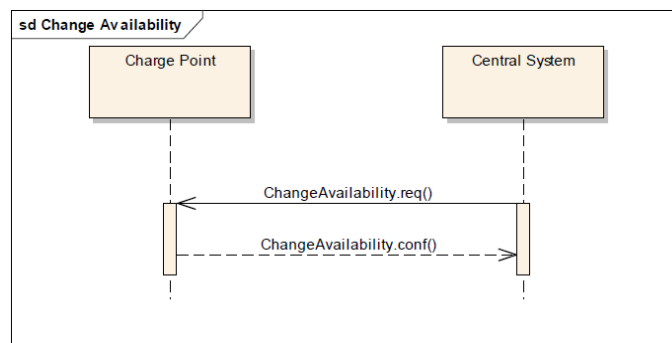 sd Change Availability
Charge Point
Central System
ChangeAvailability.req()
ChangeAvailability.conf()